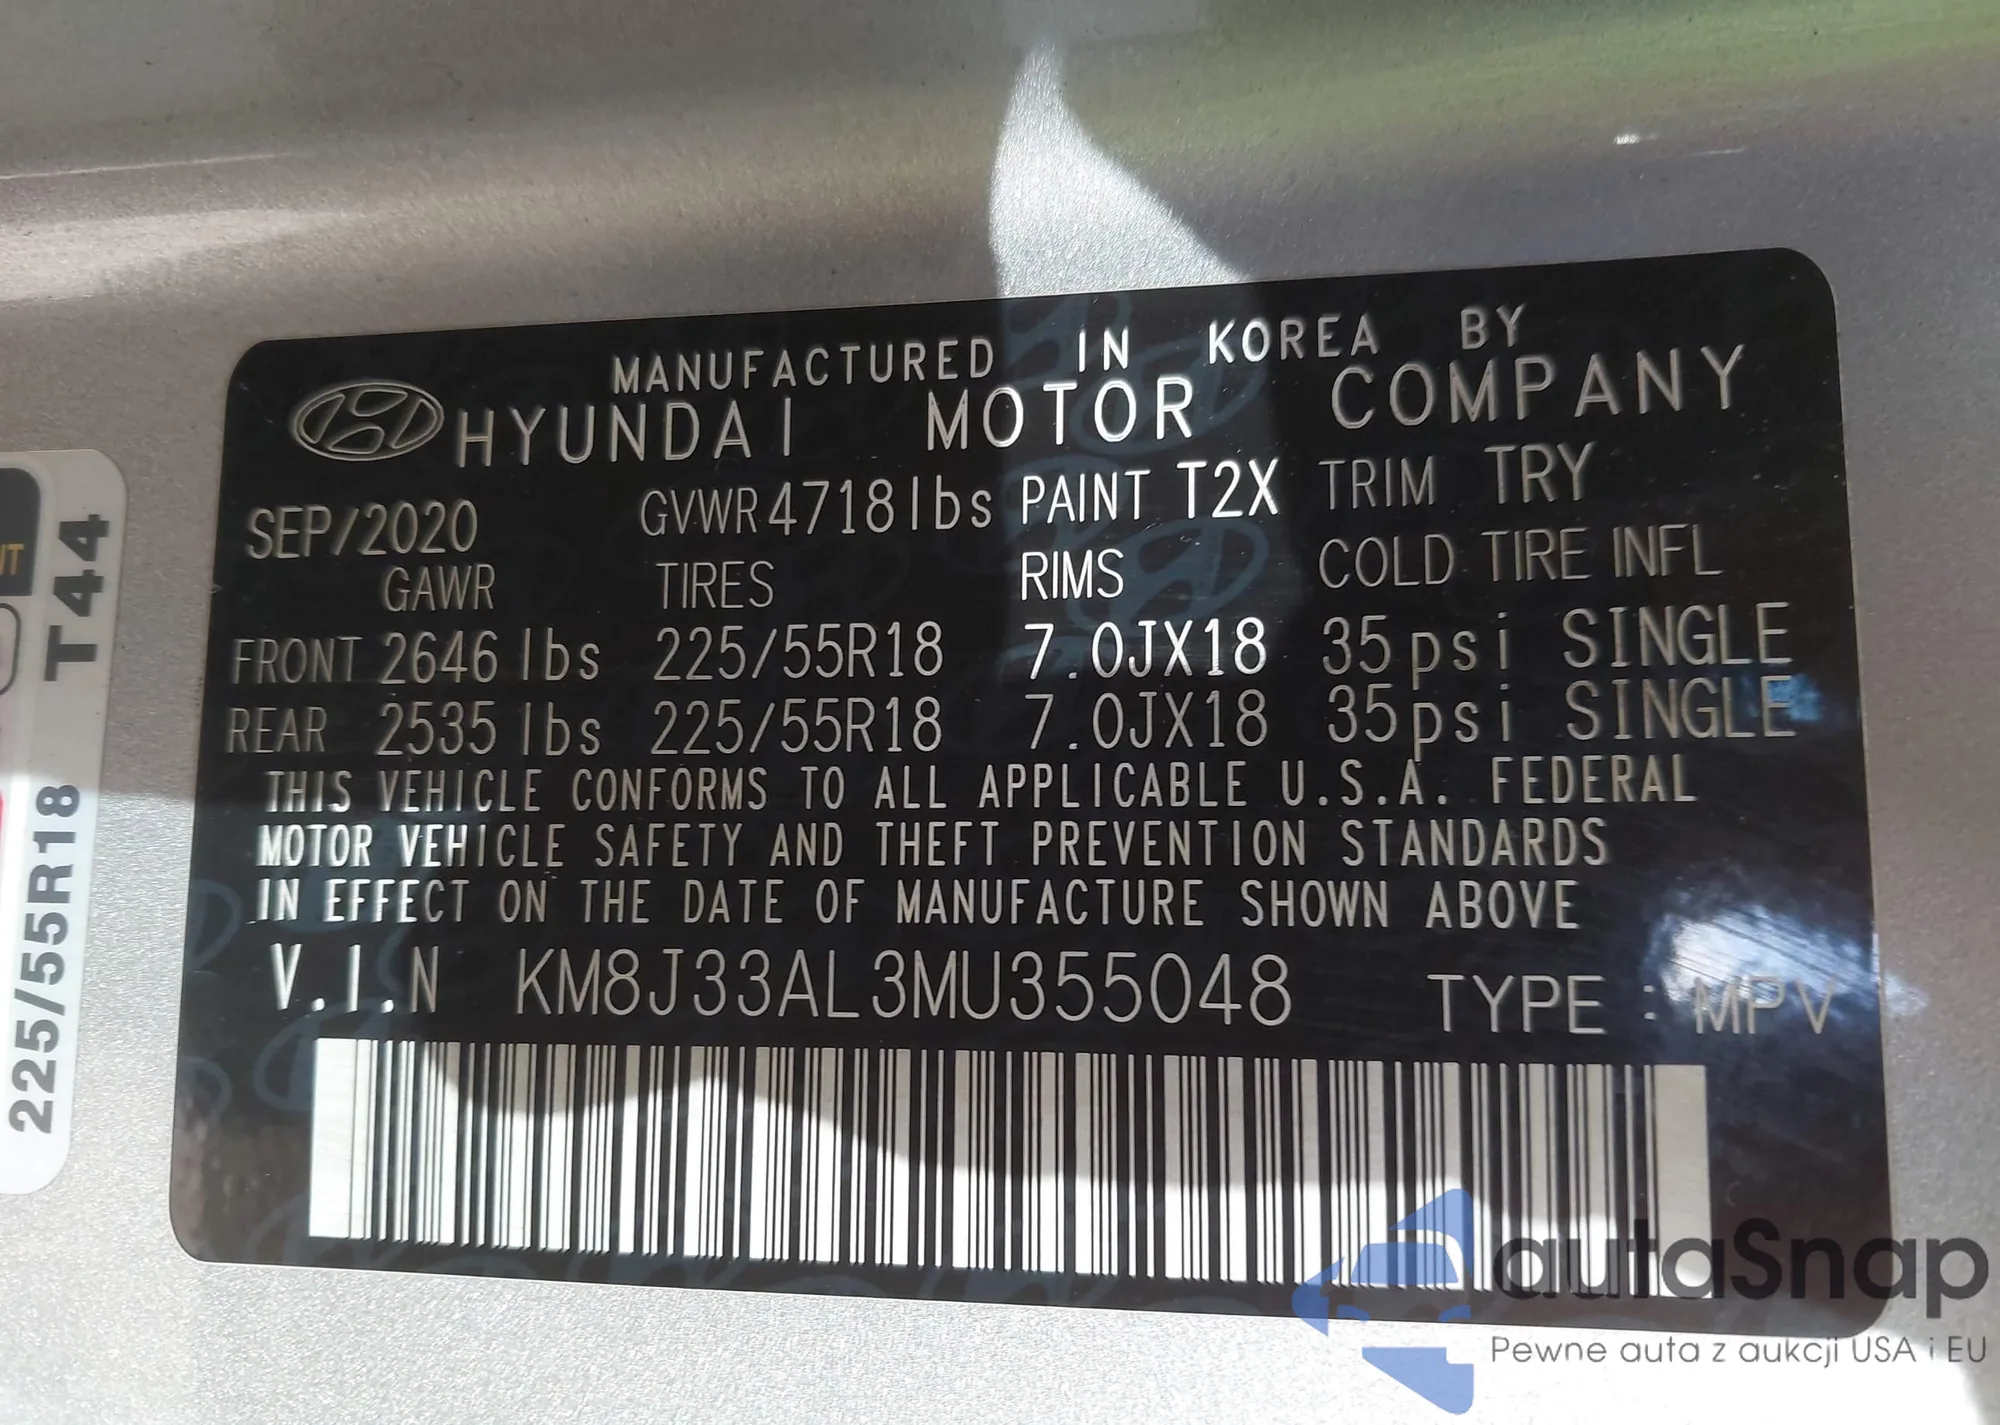 MANUFACTURED IN KOREA BY
HYUNDAI MOTOR COMPANY
SEP/2020 GVWR 4718lbs PAINT T2X TRIM TRY
GAWR TIRES RIMS COLD TIRE INFL
FRONT 2646 lbs 225/55R18 7.0JX18 35psi SINGLE
REAR 2535 lbs 225/55R18 7.0JX18 35psi SINGLE
THIS VEHICLE CONFORMS TO ALL APPLICABLE U.S.A. FEDERAL
MOTOR VEHICLE SAFETY AND THEFT PREVENTION STANDARDS
IN EFFECT ON THE DATE OF MANUFACTURE SHOWN ABOVE
V.I.N KM8J33AL3MU355048 TYPE : MPV
225/55R18 T44
autaSnap
Pewne auta z aukcji USA i EU